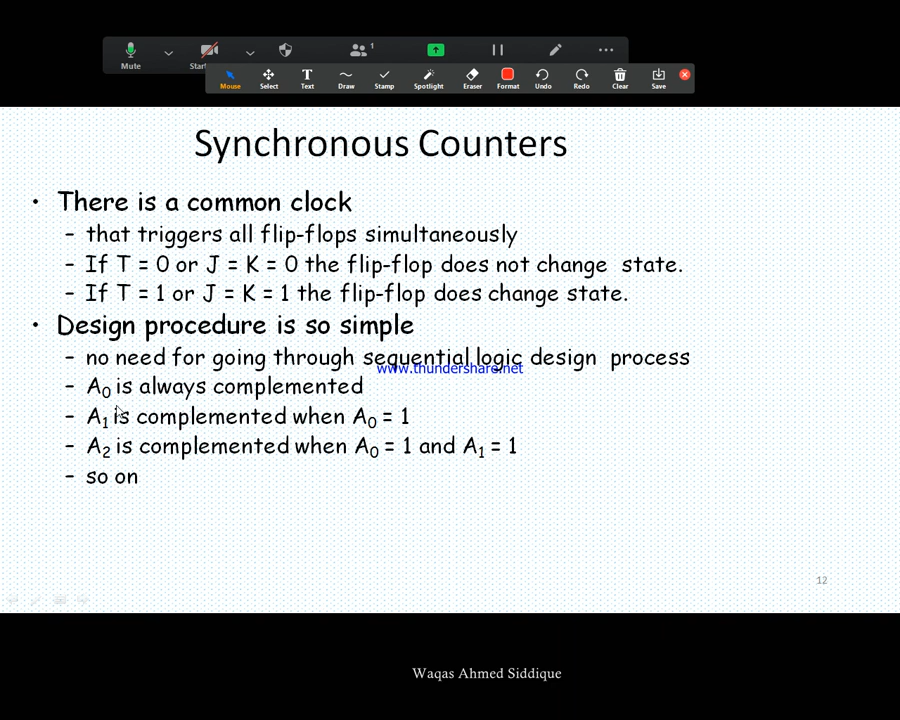 1
Mute
Start
Mouse
Select
Text
Draw
Stamp
Spotlight
Eraser
Format
Undo
Redo
Clear
Save
Synchronous Counters
• There is a common clock
– that triggers all flip-flops simultaneously
– If T = 0 or J = K = 0 the flip-flop does not change state.
– If T = 1 or J = K = 1 the flip-flop does change state.
• Design procedure is so simple
– no need for going through sequential logic design process
www.thundershare.net
– A₀ is always complemented
– A₁ is complemented when A₀ = 1
– A₂ is complemented when A₀ = 1 and A₁ = 1
– so on
12
Waqas Ahmed Siddique